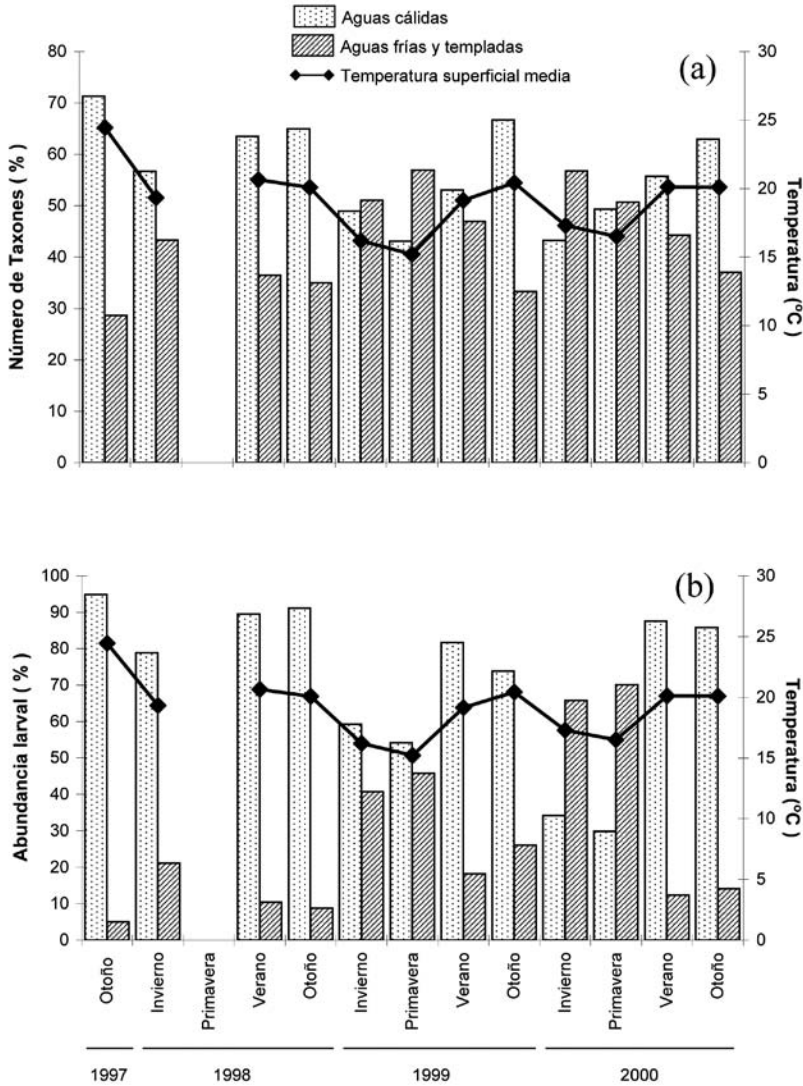 Aguas cálidas
Aguas frías y templadas
Temperatura superficial media
(a)
Número de Taxones ( % )
80
70
60
50
40
30
20
10
0
Temperatura (ºC )
30
25
20
15
10
5
0
(b)
Abundancia larval ( % )
100
90
80
70
60
50
40
30
20
10
0
Temperatura (ºC )
30
25
20
15
10
5
0
Otoño
Invierno
Primavera
Verano
Otoño
Invierno
Primavera
Verano
Otoño
Invierno
Primavera
Verano
Otoño
1997
1998
1999
2000